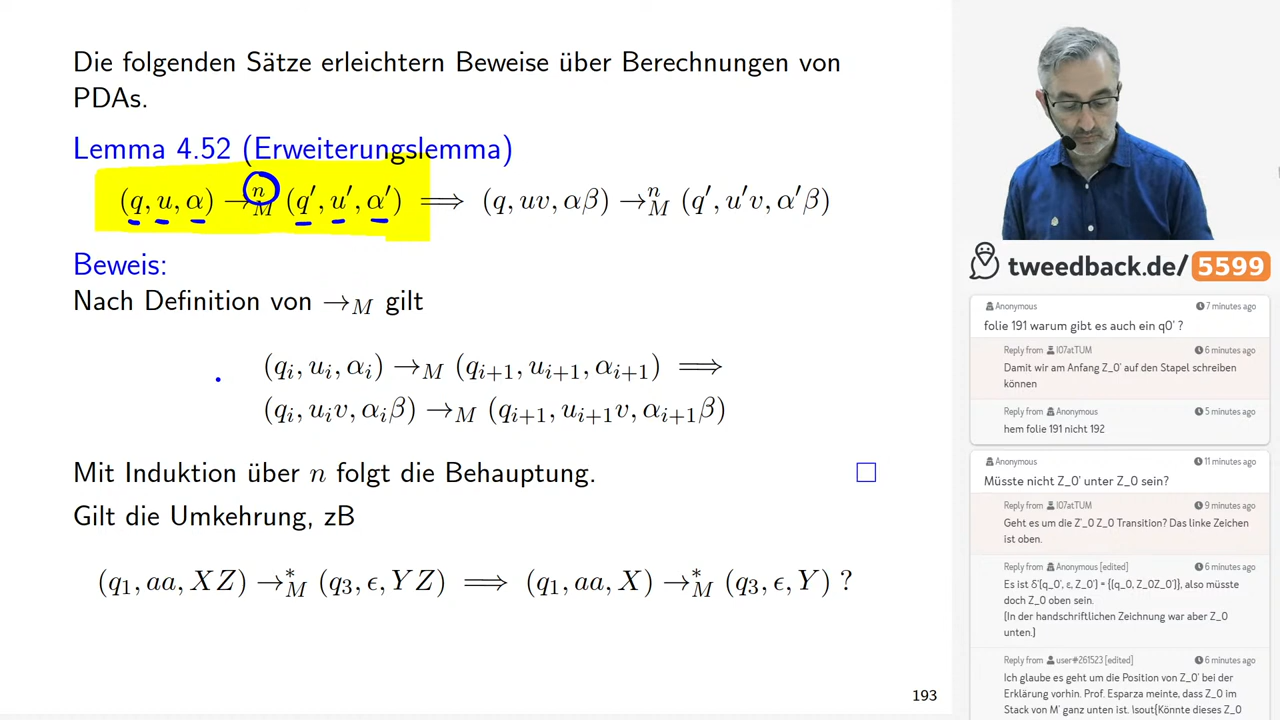 Die folgenden Sätze erleichtern Beweise über Berechnungen von
PDAs.
Lemma 4.52 (Erweiterungslemma)
(q, u, α) →ⁿ_M (q′, u′, α′) ⟹ (q, uv, αβ) →ⁿ_M (q′, u′v, α′β)
Beweis:
Nach Definition von →_M gilt
(q_i, u_i, α_i) →_M (q_{i+1}, u_{i+1}, α_{i+1}) ⟹
(q_i, u_iv, α_iβ) →_M (q_{i+1}, u_{i+1}v, α_{i+1}β)
Mit Induktion über n folgt die Behauptung. □
Gilt die Umkehrung, zB
(q₁, aa, XZ) →*_M (q₃, ϵ, YZ) ⟹ (q₁, aa, X) →*_M (q₃, ϵ, Y) ?
193
tweedback.de/ 5599
Anonymous 7 minutes ago
folie 191 warum gibt es auch ein q0' ?
Reply from I07atTUM 6 minutes ago
Damit wir am Anfang Z_0' auf den Stapel schreiben
können
Reply from Anonymous 5 minutes ago
hem folie 191 nicht 192
Anonymous 11 minutes ago
Müsste nicht Z_0' unter Z_0 sein?
Reply from I07atTUM 9 minutes ago
Geht es um die Z'_0 Z_0 Transition? Das linke Zeichen
ist oben.
Reply from Anonymous [edited] 6 minutes ago
Es ist δ'(q_0', ε, Z_0') = {(q_0, Z_0Z_0')}, also müsste
doch Z_0 oben sein.
[In der handschriftlichen Zeichnung war aber Z_0
unten.]
Reply from user#261523 [edited] 6 minutes ago
Ich glaube es geht um die Position von Z_0' bei der
Erklärung vorhin. Prof. Esparza meinte, dass Z_0 im
Stack von M' ganz unten ist. \sout{Könnte dieses Z_0